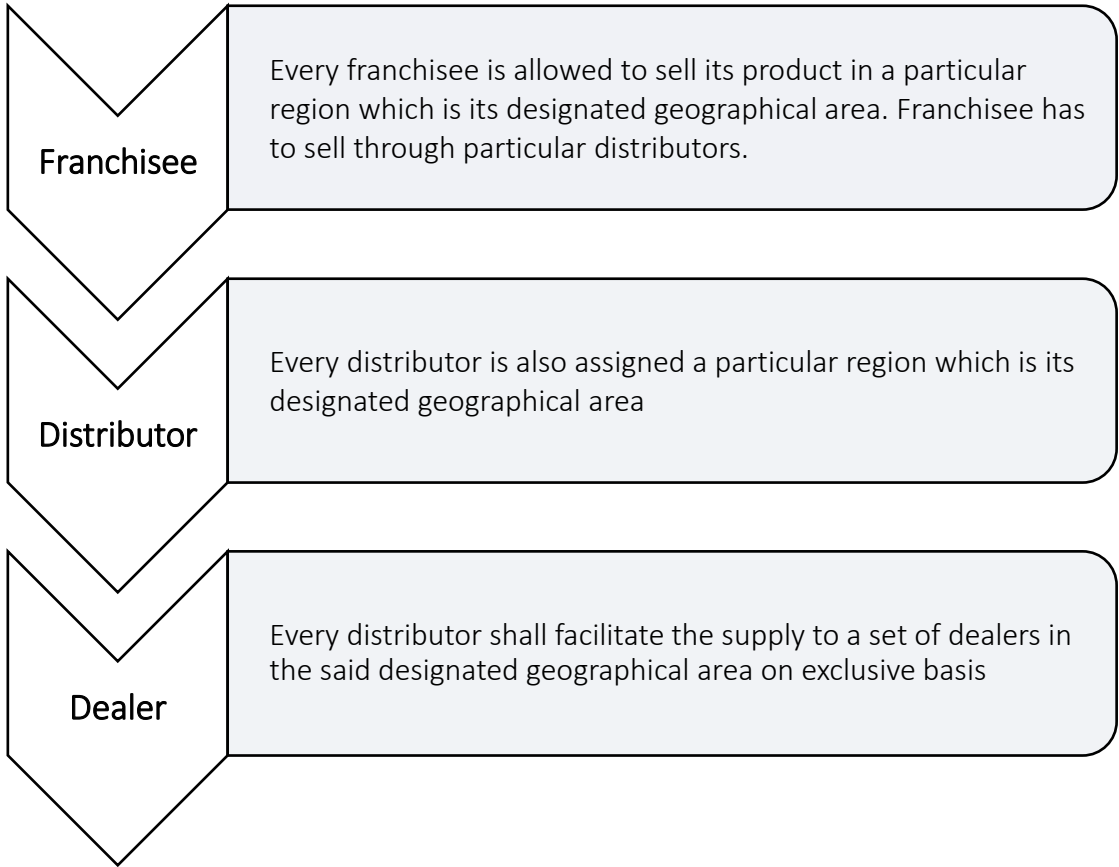 Franchisee
Every franchisee is allowed to sell its product in a particular
region which is its designated geographical area. Franchisee has
to sell through particular distributors.
Distributor
Every distributor is also assigned a particular region which is its
designated geographical area
Dealer
Every distributor shall facilitate the supply to a set of dealers in
the said designated geographical area on exclusive basis